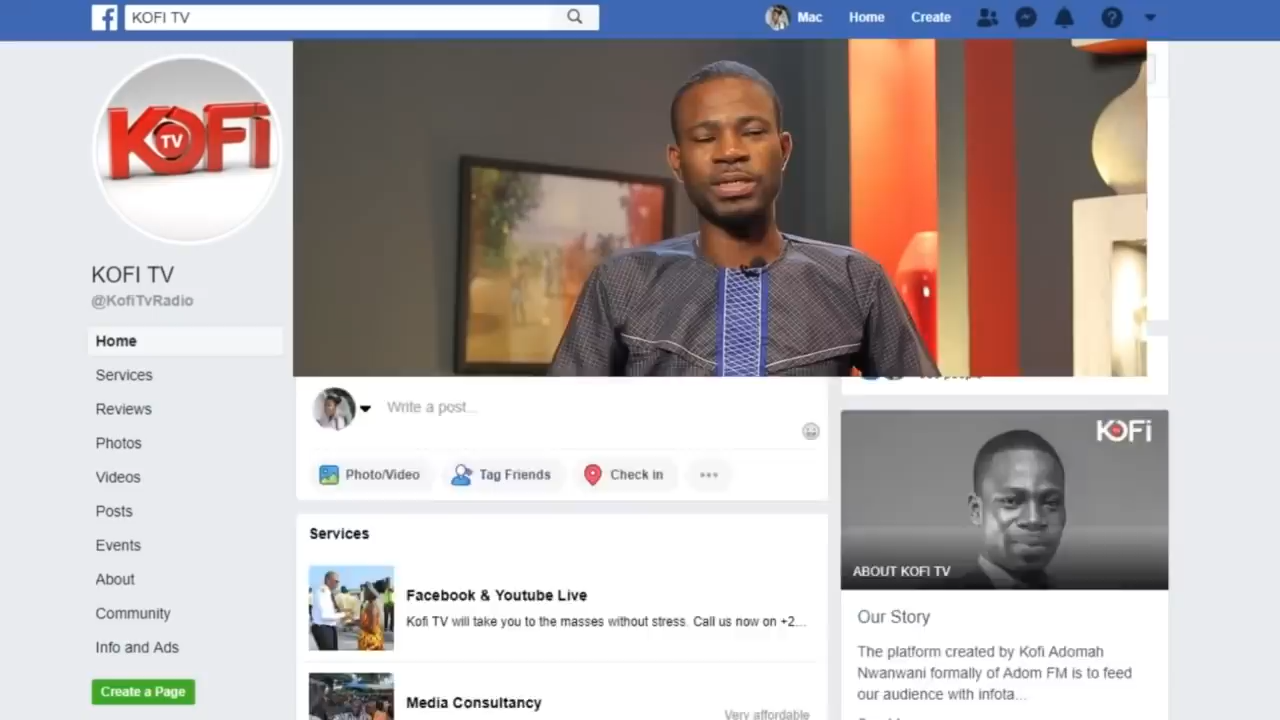 KOFI TV
Mac
Home
Create
KOFI
TV
KOFI TV
@KofiTvRadio
Home
Services
Reviews
Photos
Videos
Posts
Events
About
Community
Info and Ads
Create a Page
Write a post...
Photo/Video
Tag Friends
Check in
Services
Facebook & Youtube Live
Kofi TV will take you to the masses without stress. Call us now on +2...
Media Consultancy
Very affordable
KOFI
ABOUT KOFI TV
Our Story
The platform created by Kofi Adomah
Nwanwani formally of Adom FM is to feed
our audience with infota...